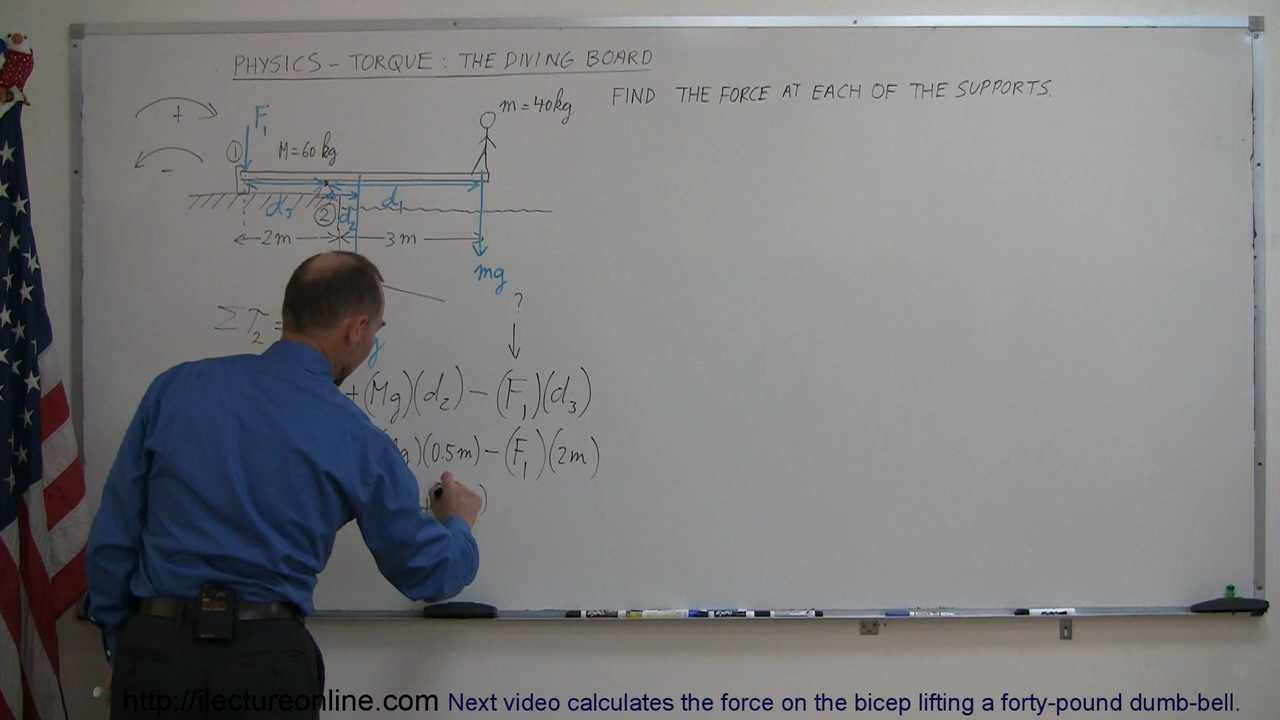 PHYSICS - TORQUE: THE DIVING BOARD
FIND THE FORCE AT EACH OF THE SUPPORTS.
m = 40kg
+
F₁
① M = 60 kg
-
d₃ ② d₂ d₁
2m 3m
mg
?
Στ₂ =
+(Mg)(d₂) - (F₁)(d₃)
g)(0.5m) - (F₁)(2m)
http://ilectureonline.com Next video calculates the force on the bicep lifting a forty-pound dumb-bell.